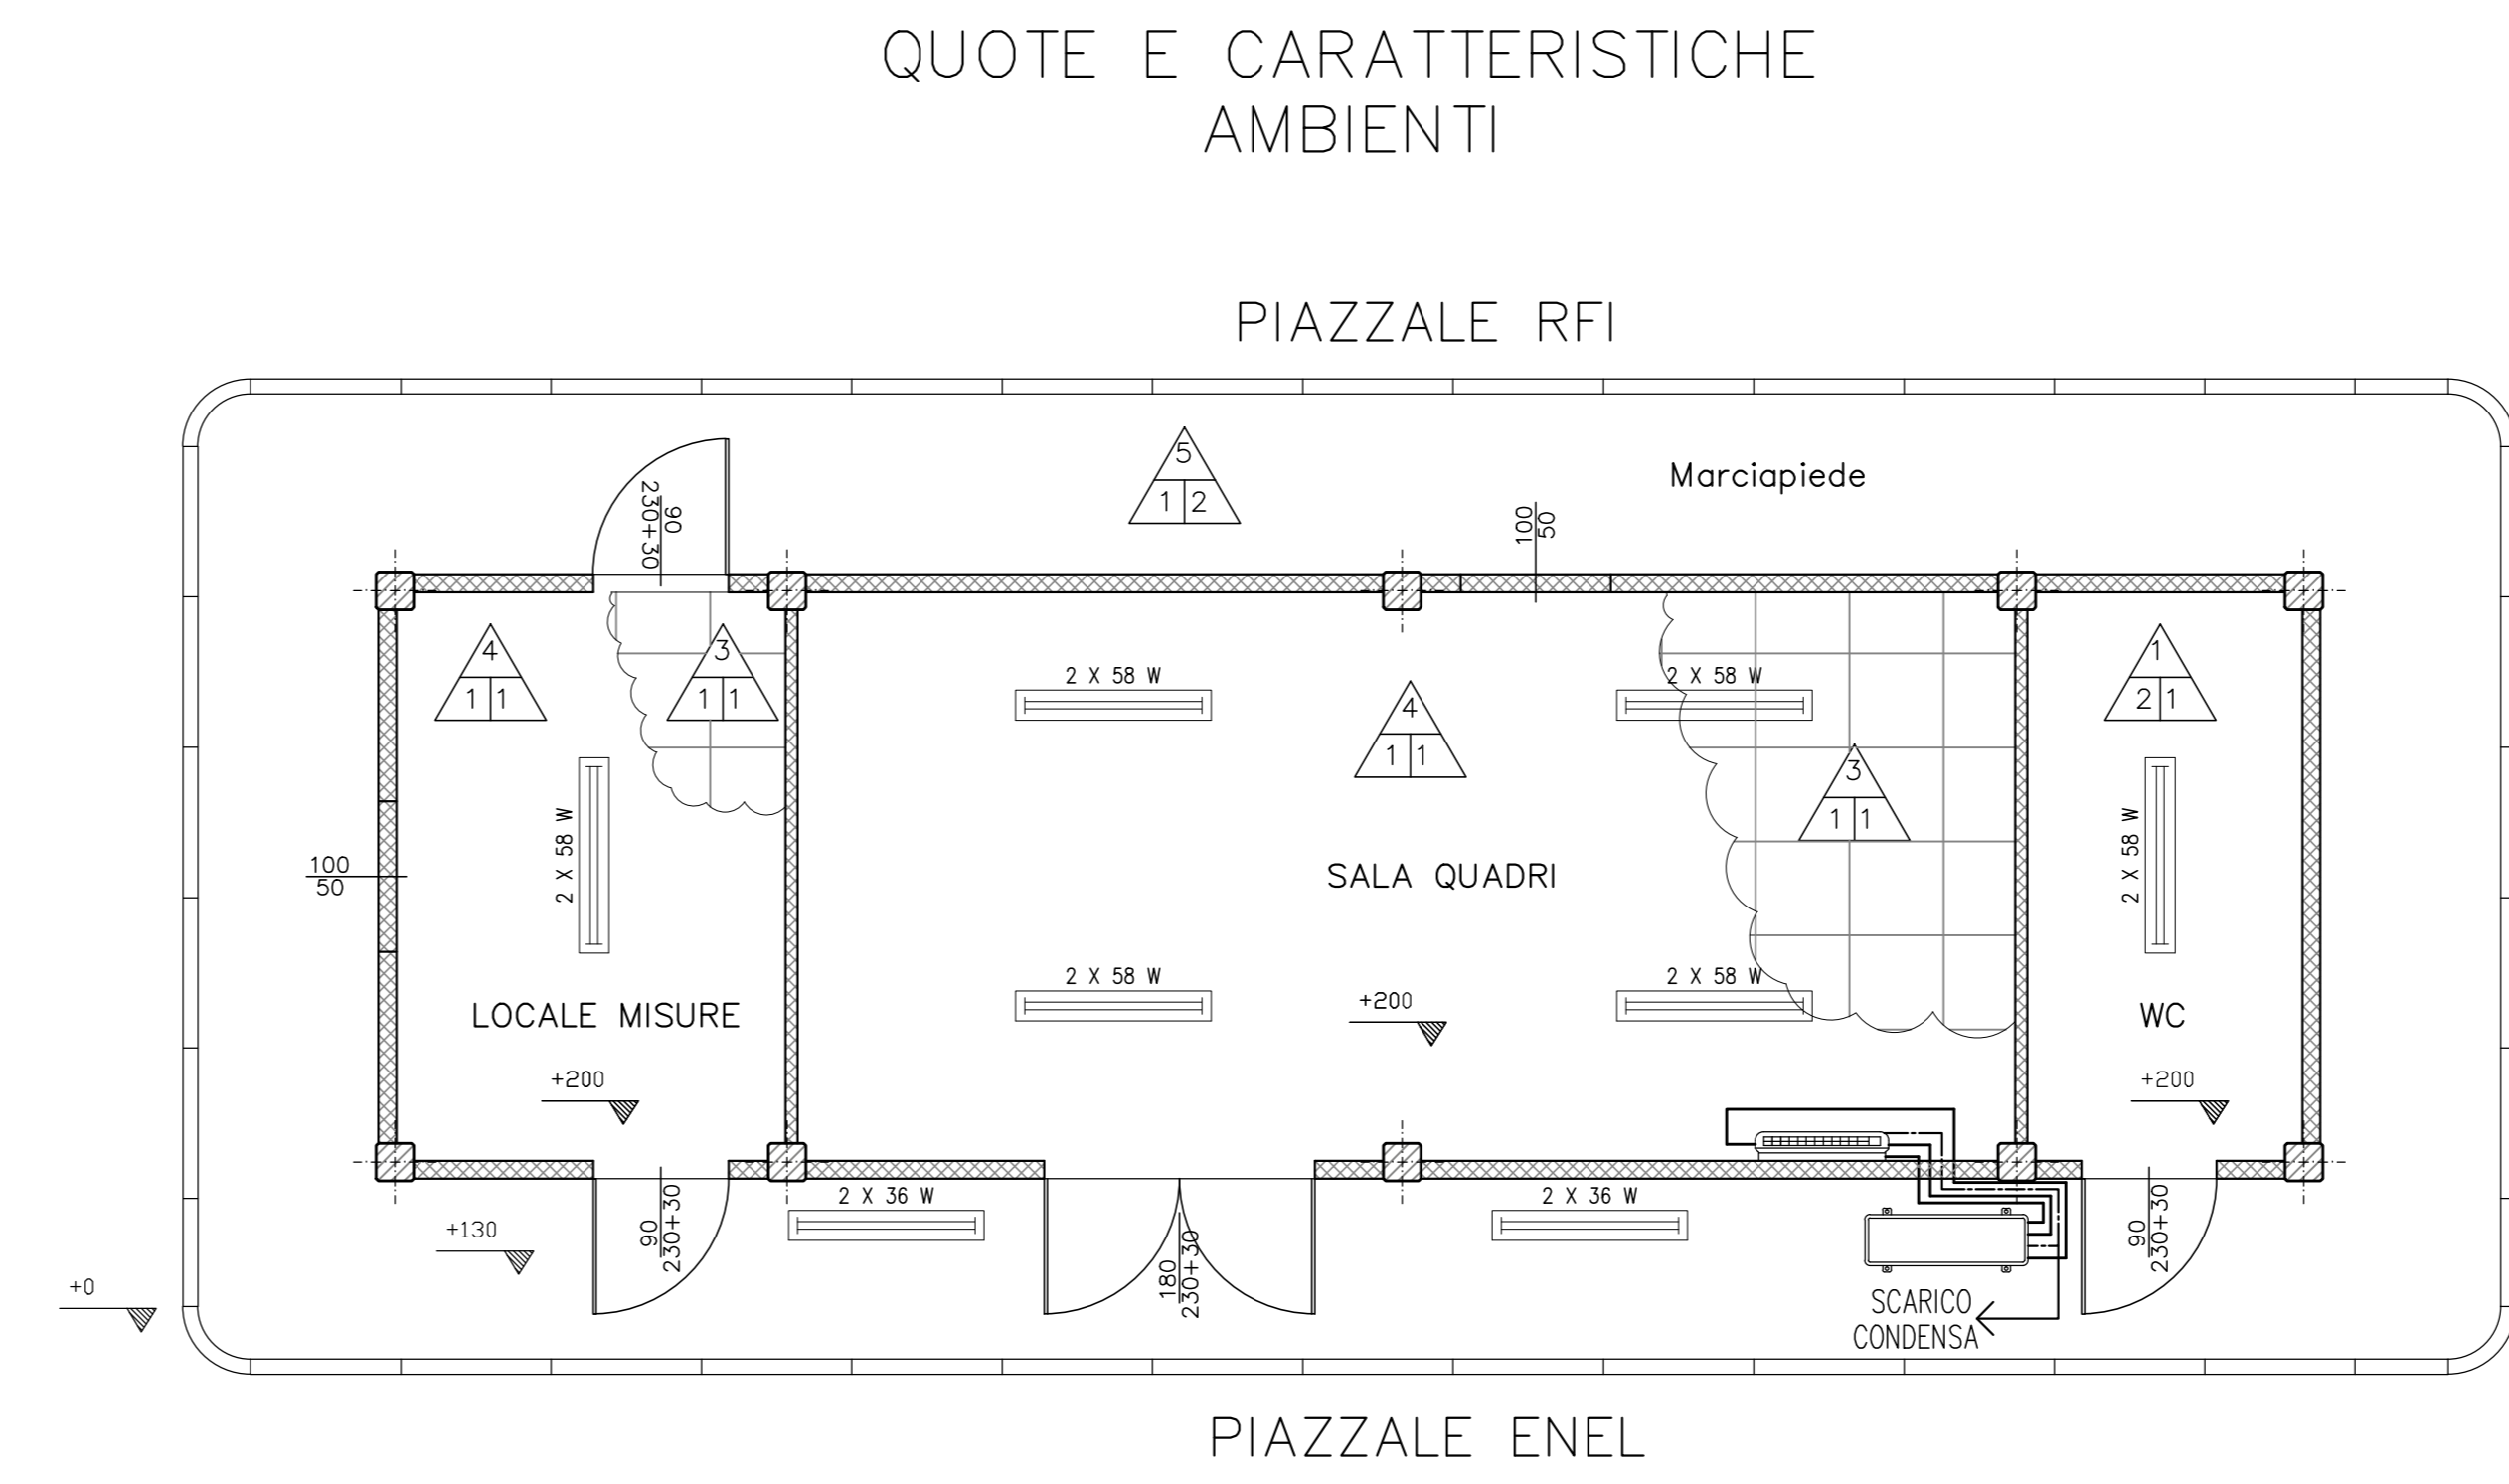 QUOTE E CARATTERISTICHE
AMBIENTI
PIAZZALE RFI
5
1 2
Marciapiede
90
230+30
100
50
4
1 1
3
1 1
2 X 58 W
4
1 1
2 X 58 W
3
1 1
1
2 1
2 X 58 W
100
50
SALA QUADRI
2 X 58 W
LOCALE MISURE
2 X 58 W
+200
2 X 58 W
WC
+200
+200
90
230+30
2 X 36 W
180
230+30
2 X 36 W
90
230+30
+130
+0
SCARICO
CONDENSA
PIAZZALE ENEL